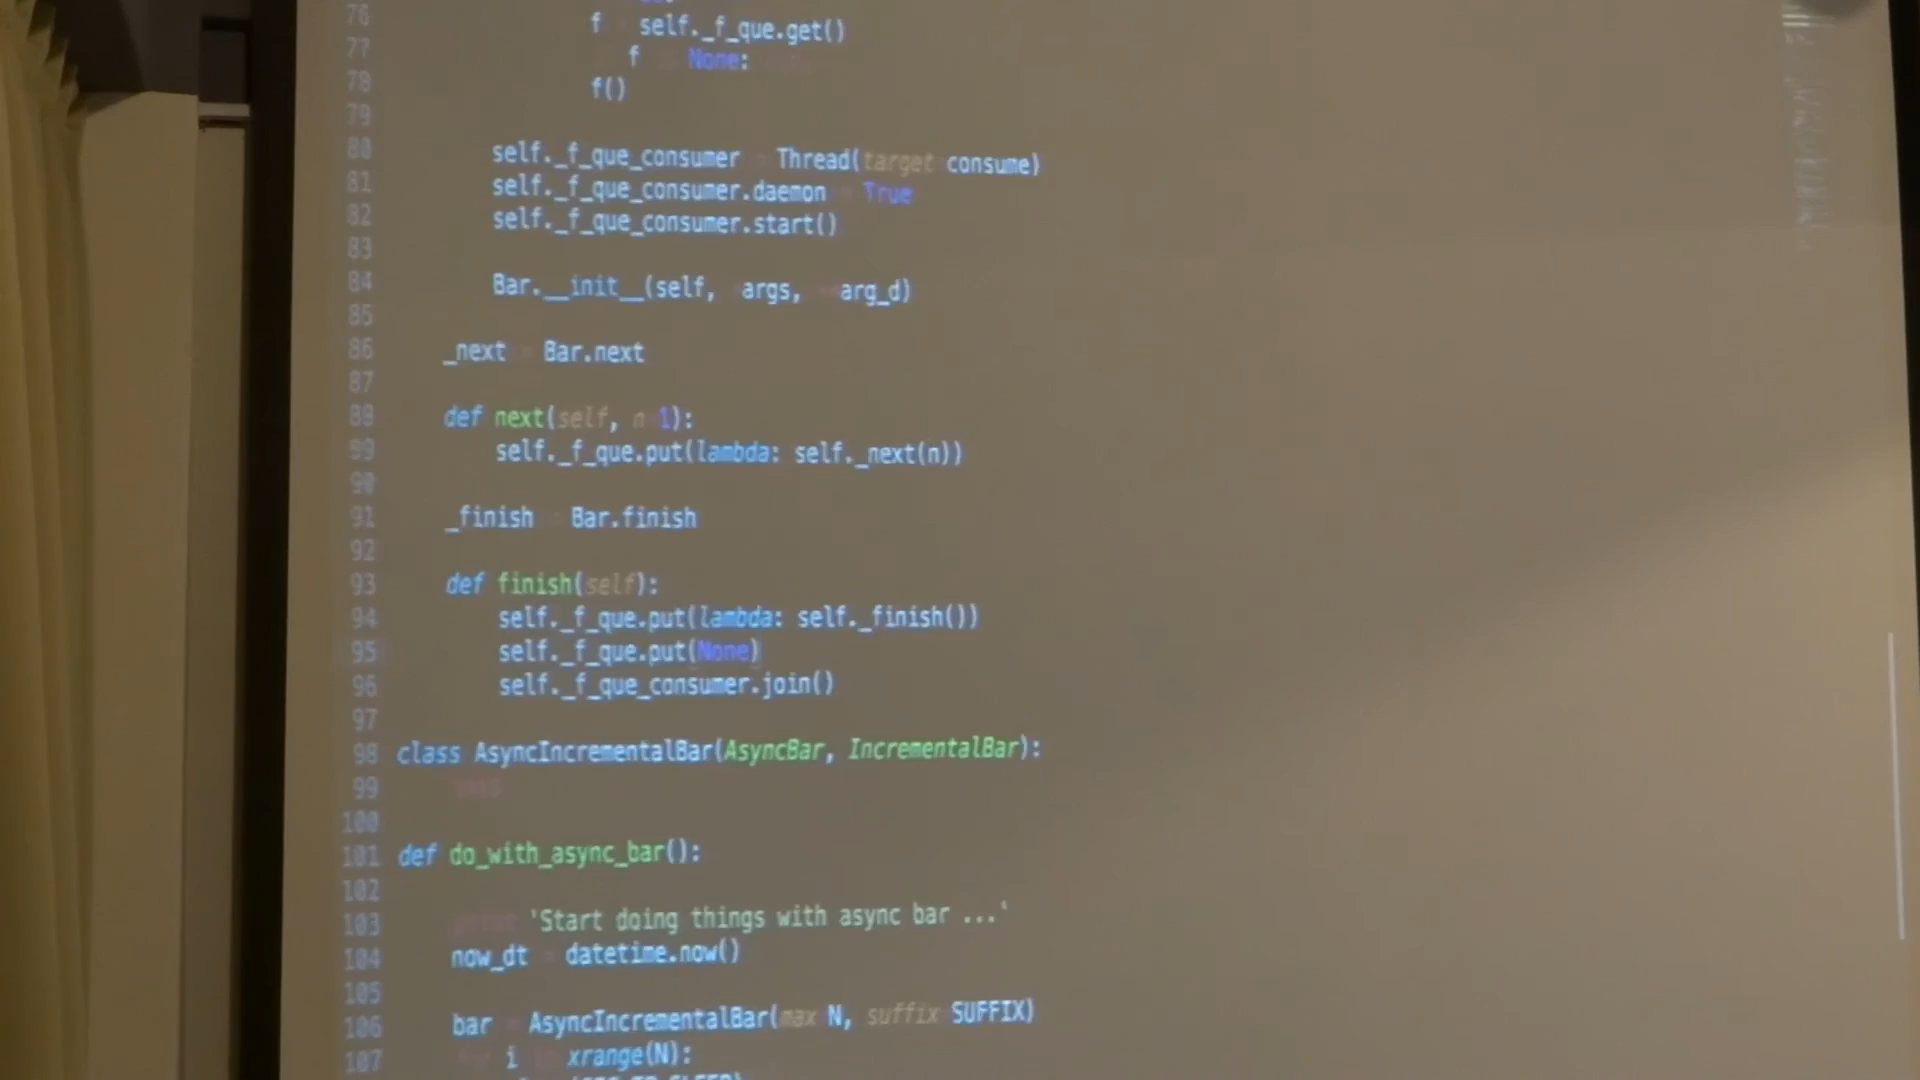 76 f self._f_que.get()
77 f None:
78 f()
79
80 self._f_que_consumer = Thread(target consume)
81 self._f_que_consumer.daemon = True
82 self._f_que_consumer.start()
83
84 Bar.__init__(self, args, **arg_d)
85
86 _next = Bar.next
87
88 def next(self, n=1):
89 self._f_que.put(lambda: self._next(n))
90
91 _finish = Bar.finish
92
93 def finish(self):
94 self._f_que.put(lambda: self._finish())
95 self._f_que.put(None)
96 self._f_que_consumer.join()
97
98 class AsyncIncrementalBar(AsyncBar, IncrementalBar):
99 pass
100
101 def do_with_async_bar():
102
103 print 'Start doing things with async bar ...'
104 now_dt = datetime.now()
105
106 bar = AsyncIncrementalBar(max N, suffix SUFFIX)
107 for i in xrange(N):